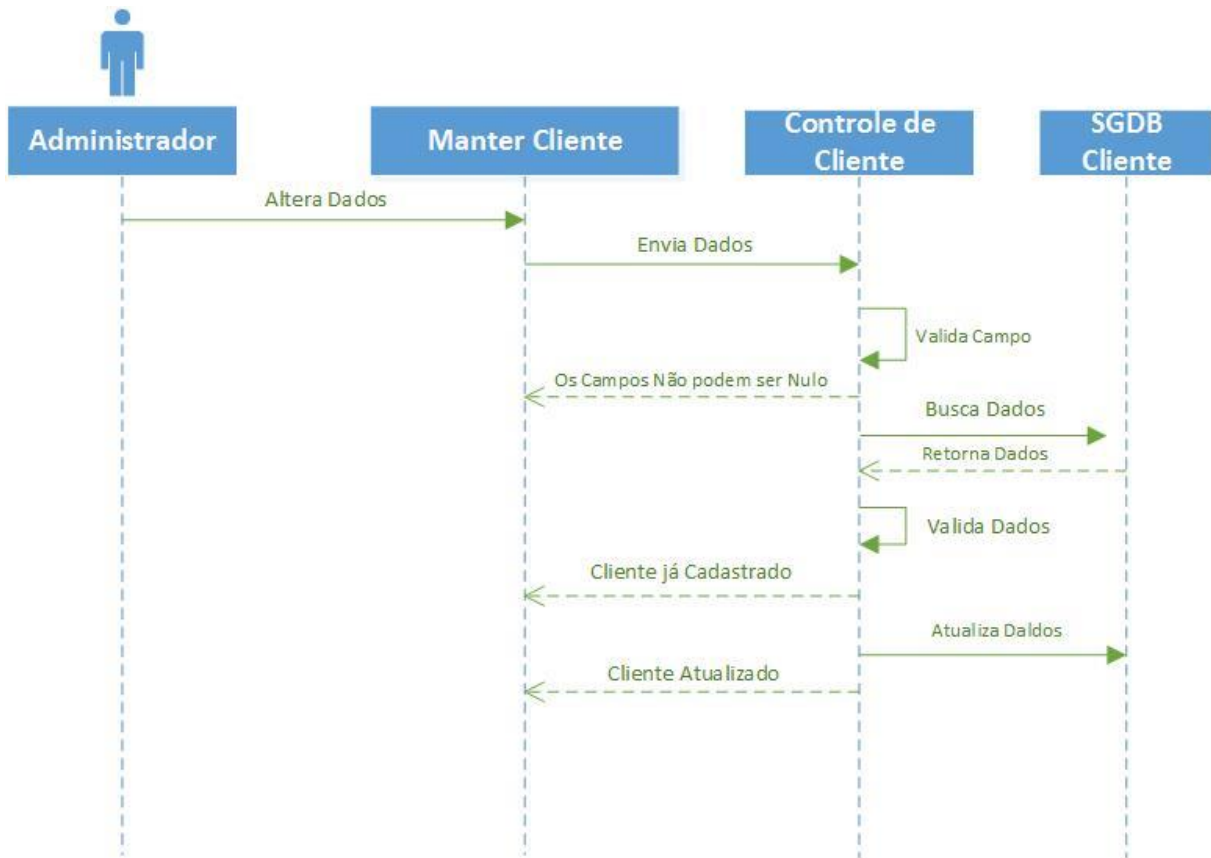 Administrador
Manter Cliente
Controle de
Cliente
SGDB
Cliente
Altera Dados
Envia Dados
Valida Campo
Os Campos Não podem ser Nulo
Busca Dados
Retorna Dados
Valida Dados
Cliente já Cadastrado
Atualiza Daldos
Cliente Atualizado